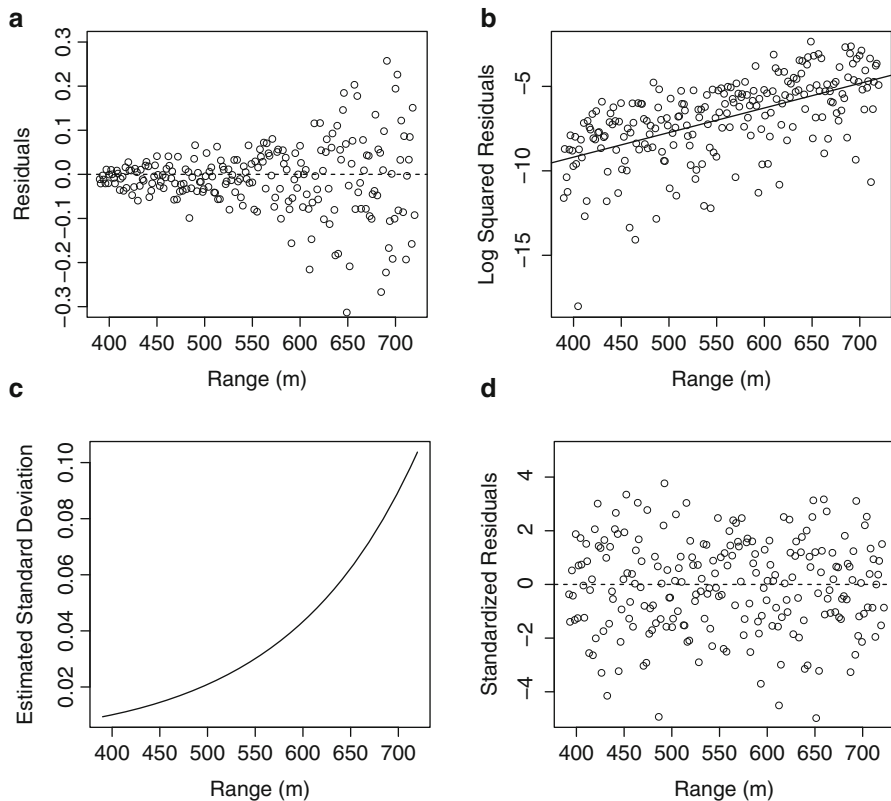 a
0.3
0.2
0.1
0.0
−0.1
−0.2
−0.3
Residuals
400 450 500 550 600 650 700
Range (m)
b
−5
−10
−15
Log Squared Residuals
400 450 500 550 600 650 700
Range (m)
c
0.10
0.08
0.06
0.04
0.02
Estimated Standard Deviation
400 450 500 550 600 650 700
Range (m)
d
4
2
0
−2
−4
Standardized Residuals
400 450 500 550 600 650 700
Range (m)